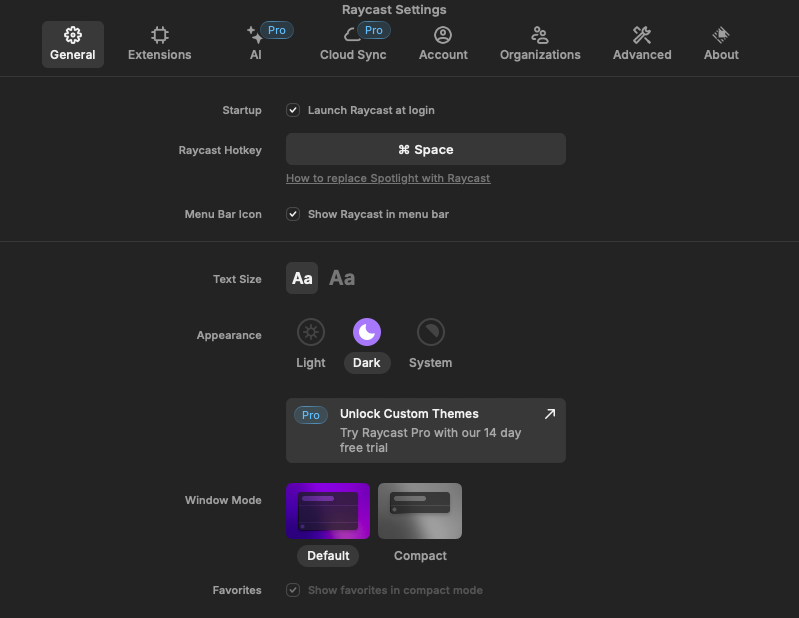 Raycast Settings
Pro Pro
General Extensions AI Cloud Sync Account Organizations Advanced About
Startup Launch Raycast at login
Raycast Hotkey ⌘ Space
How to replace Spotlight with Raycast
Menu Bar Icon Show Raycast in menu bar
Text Size Aa Aa
Appearance
Light Dark System
Pro Unlock Custom Themes
Try Raycast Pro with our 14 day
free trial
Window Mode
Default Compact
Favorites Show favorites in compact mode